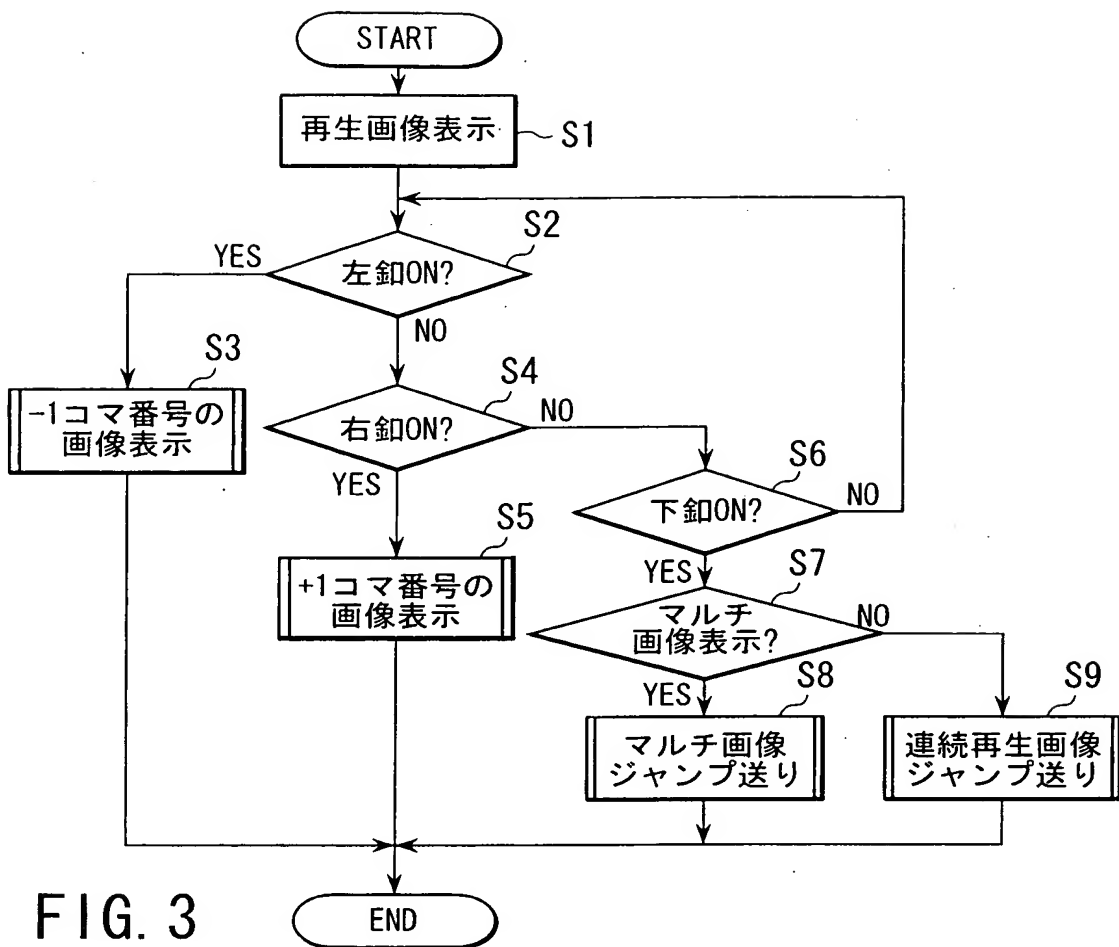 START
再生画像表示
S1
S2
YES
左釦ON?
NO
S3
-1コマ番号の
画像表示
S4
右釦ON?
NO
YES
S5
+1コマ番号の
画像表示
S6
下釦ON?
NO
YES
S7
マルチ
画像表示?
NO
YES
S8
マルチ画像
ジャンプ送り
S9
連続再生画像
ジャンプ送り
END
FIG. 3